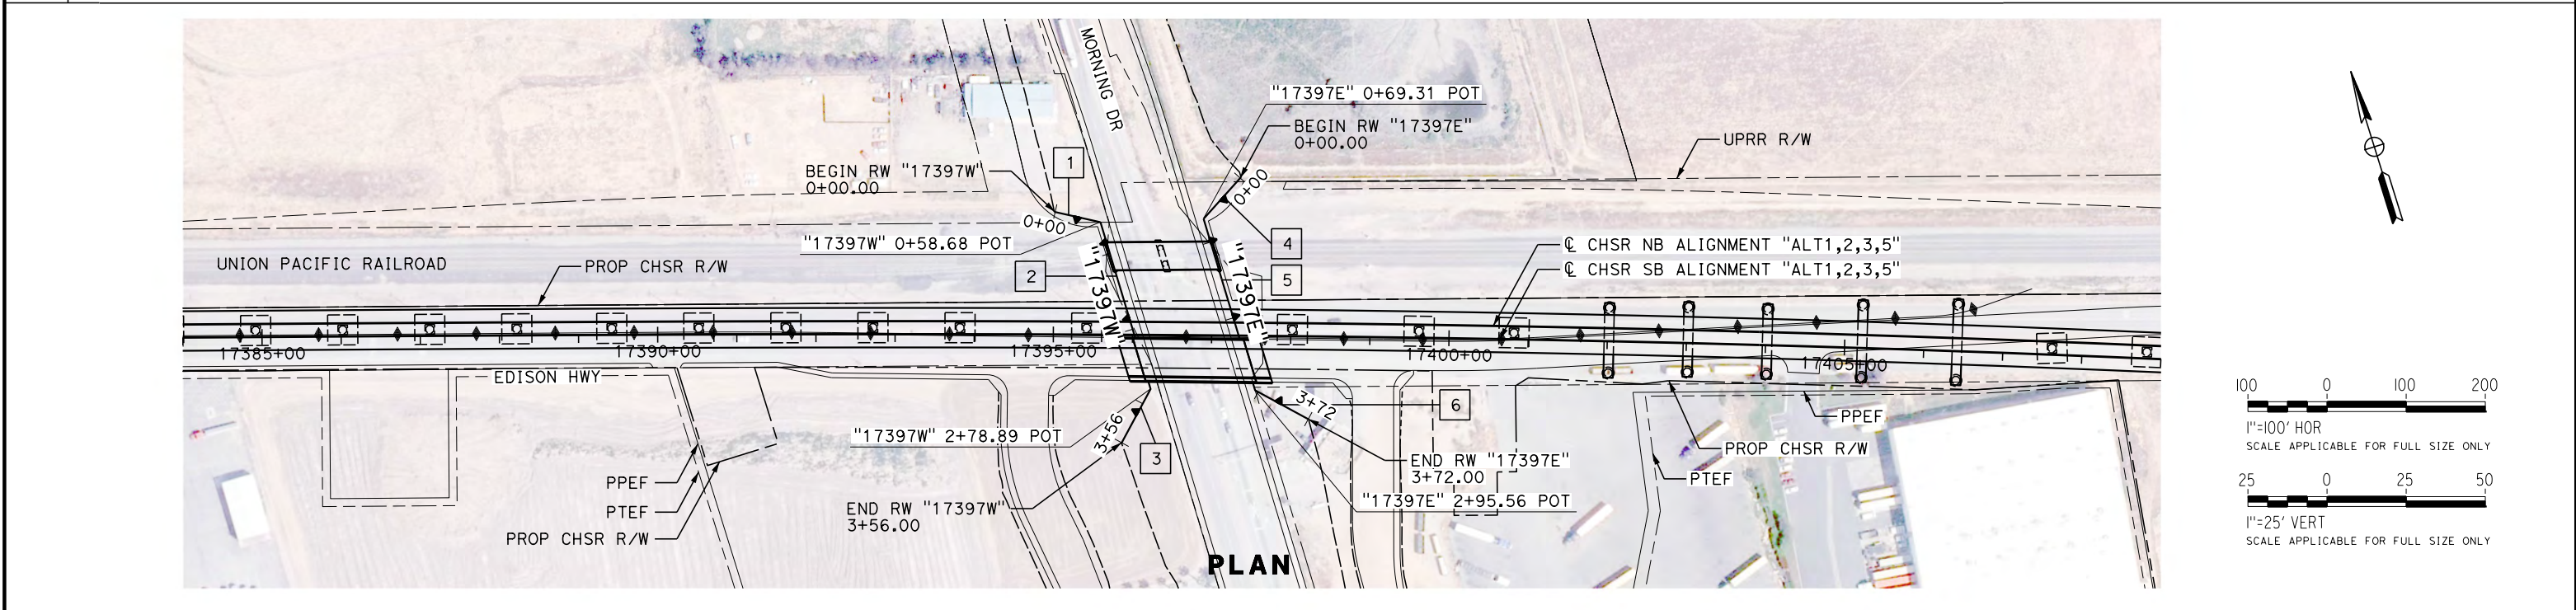 MORNING DR
"17397E" 0+69.31 POT
BEGIN RW "17397E"
0+00.00
UPRR R/W
1
BEGIN RW "17397W"
0+00.00
0+00
0+00
"17397W" 0+58.68 POT
4
℄ CHSR NB ALIGNMENT "ALT1,2,3,5"
℄ CHSR SB ALIGNMENT "ALT1,2,3,5"
UNION PACIFIC RAILROAD
PROP CHSR R/W
2
5
"17397W"
"17397E"
17385+00
17390+00
17395+00
17400+00
17405+00
EDISON HWY
3+56
3+72
6
PPEF
"17397W" 2+78.89 POT
3
PROP CHSR R/W
END RW "17397E"
3+72.00
PTEF
"17397E" 2+95.56 POT
PPEF
PTEF
PROP CHSR R/W
END RW "17397W"
3+56.00
PLAN
100 0 100 200
1"=100' HOR
SCALE APPLICABLE FOR FULL SIZE ONLY
25 0 25 50
1"=25' VERT
SCALE APPLICABLE FOR FULL SIZE ONLY